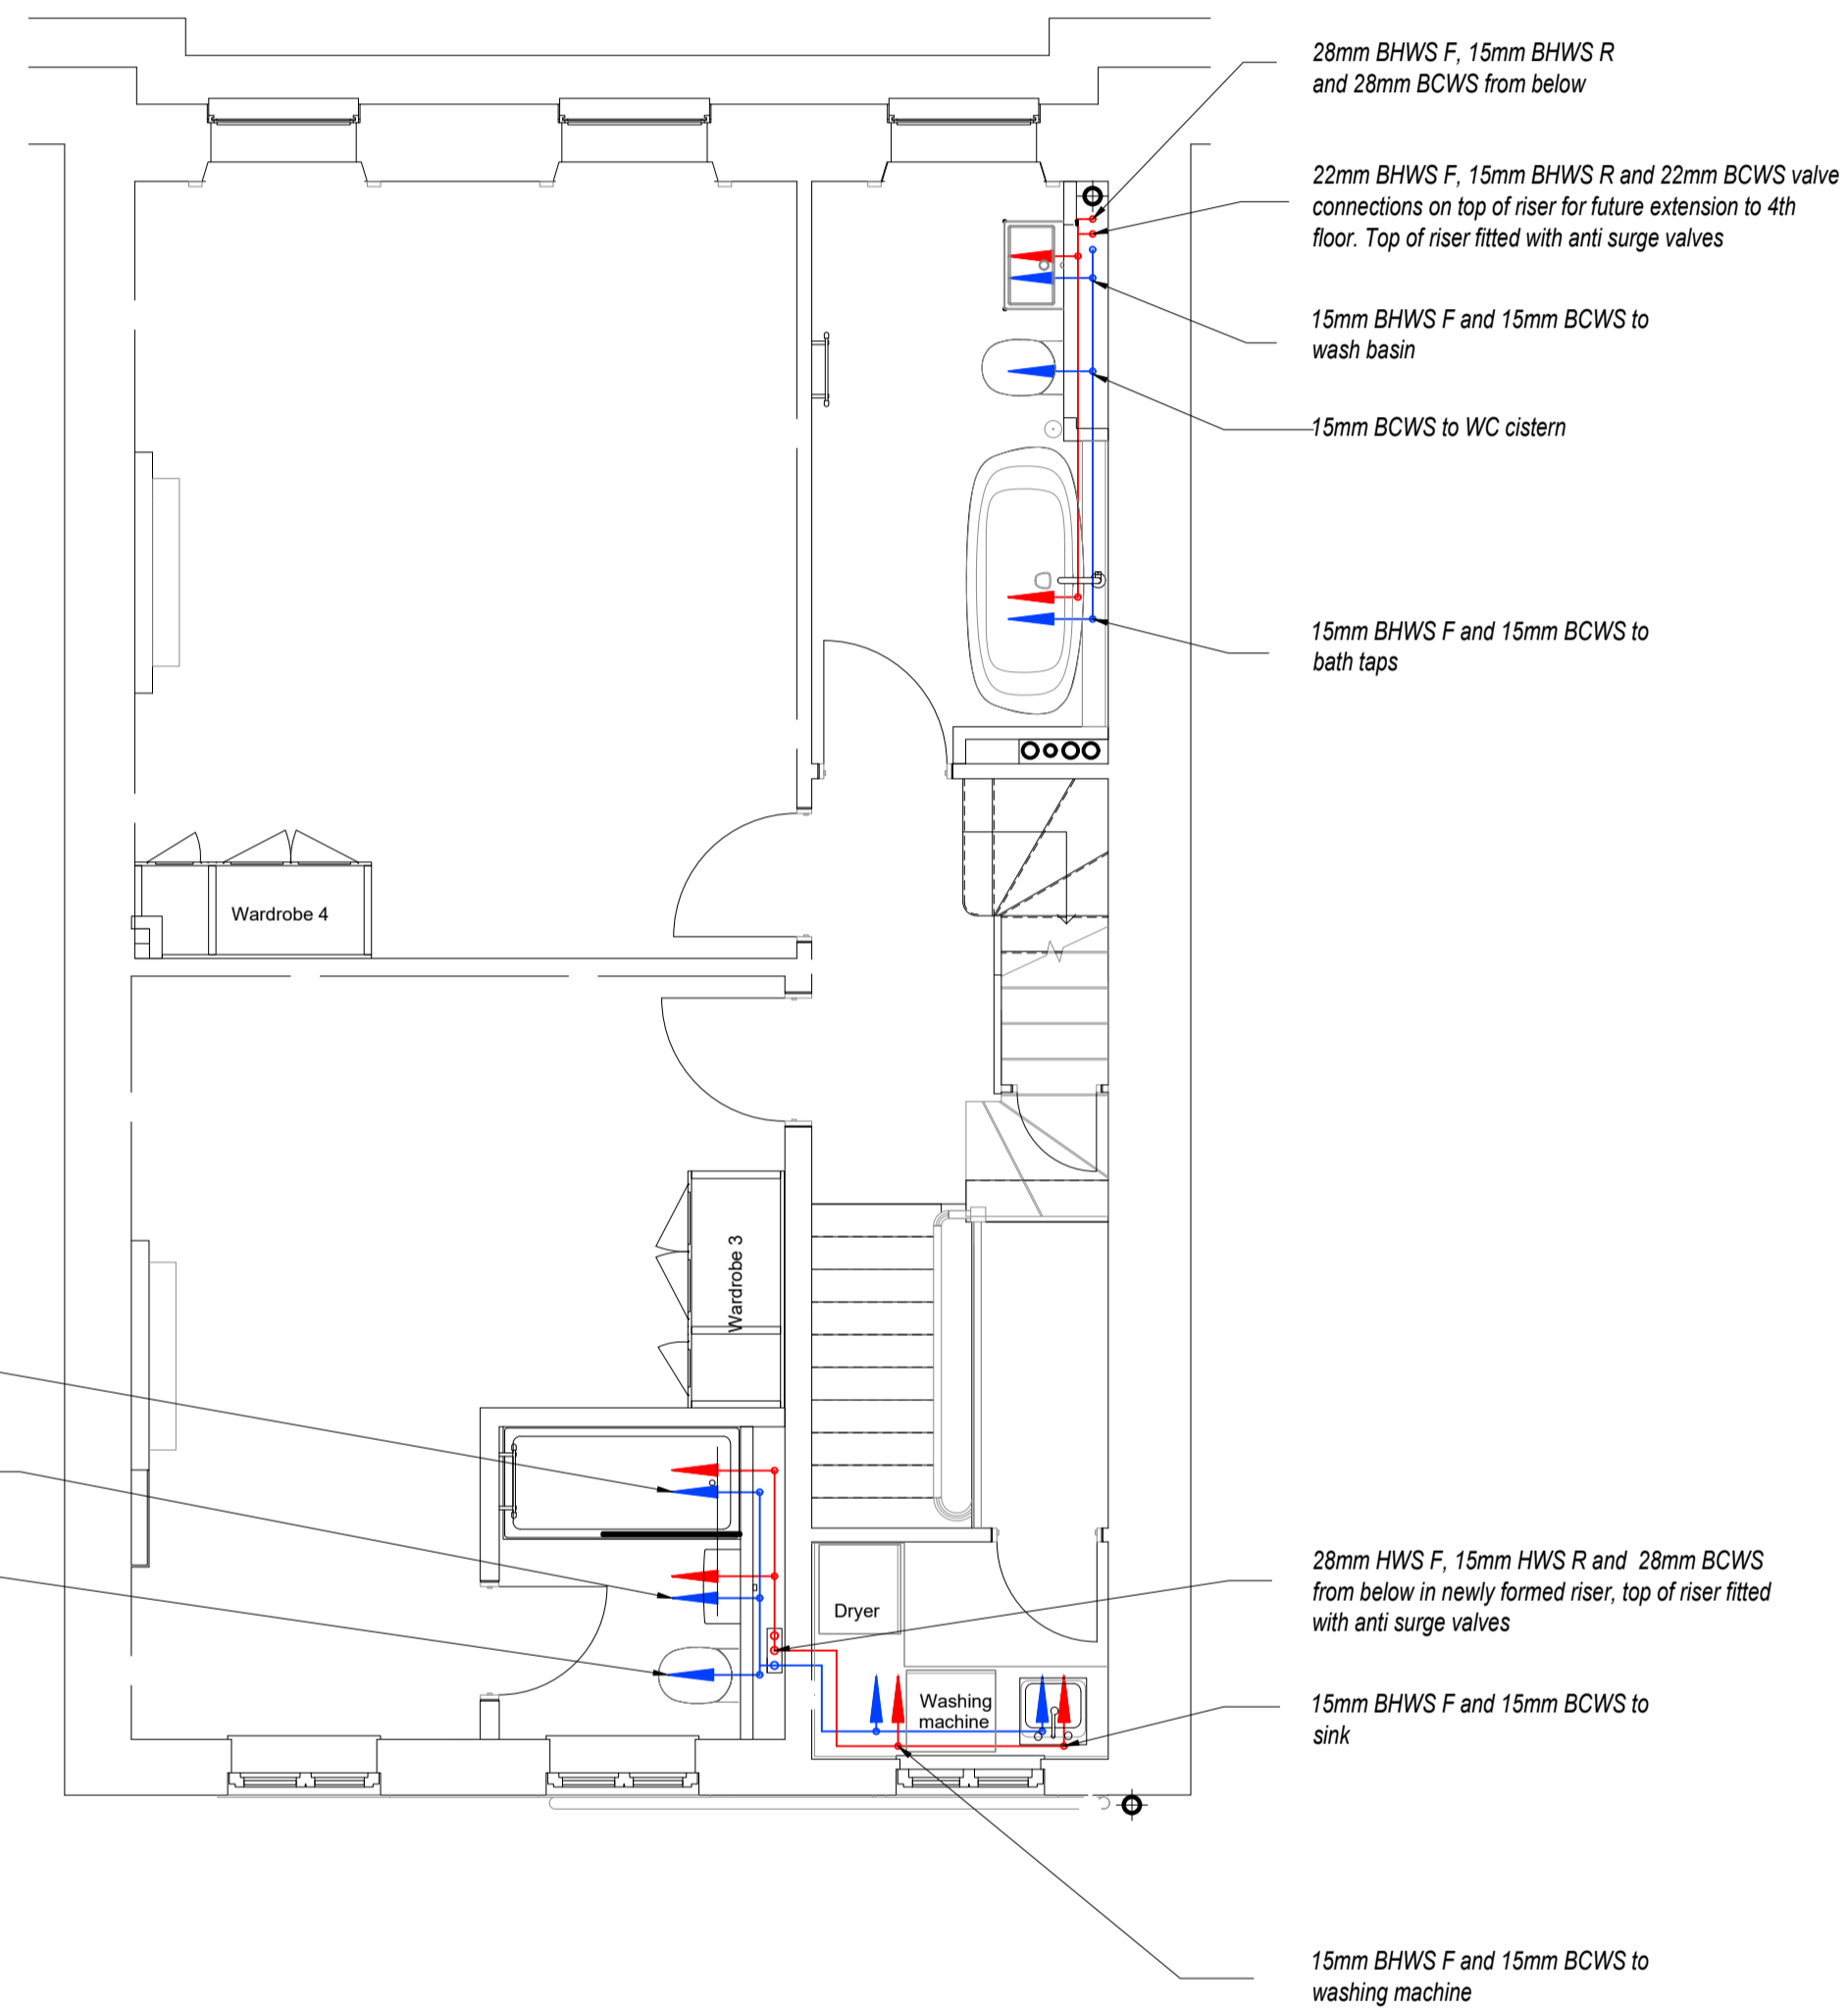 28mm BHWS F, 15mm BHWS R
and 28mm BCWS from below
22mm BHWS F, 15mm BHWS R and 22mm BCWS valve
connections on top of riser for future extension to 4th
floor. Top of riser fitted with anti surge valves
15mm BHWS F and 15mm BCWS to
wash basin
15mm BCWS to WC cistern
15mm BHWS F and 15mm BCWS to
bath taps
Wardrobe 4
Wardrobe 3
28mm HWS F, 15mm HWS R and 28mm BCWS
from below in newly formed riser, top of riser fitted
with anti surge valves
Dryer
Washing
machine
15mm BHWS F and 15mm BCWS to
sink
15mm BHWS F and 15mm BCWS to
washing machine